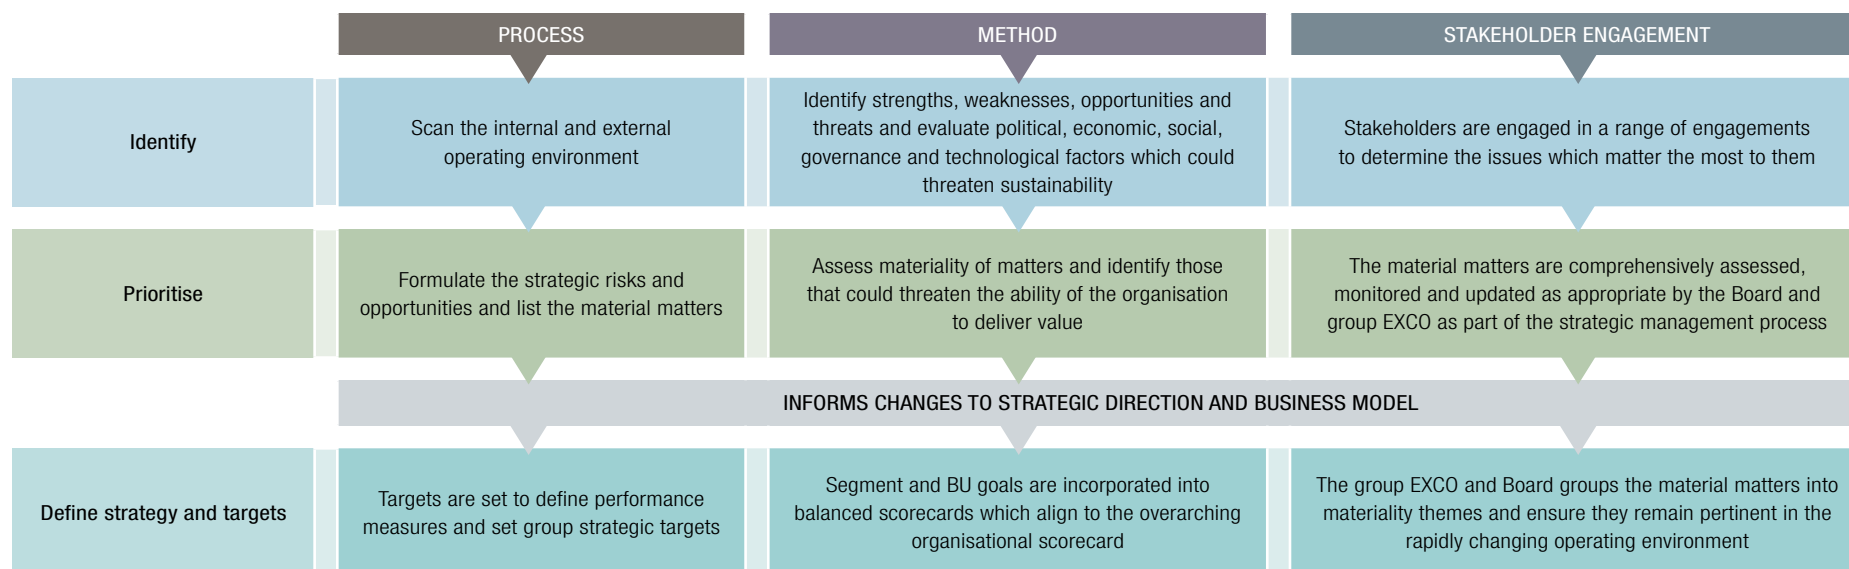 PROCESS
METHOD
STAKEHOLDER ENGAGEMENT
Identify
Scan the internal and external
operating environment
Identify strengths, weaknesses, opportunities and
threats and evaluate political, economic, social,
governance and technological factors which could
threaten sustainability
Stakeholders are engaged in a range of engagements
to determine the issues which matter the most to them
Prioritise
Formulate the strategic risks and
opportunities and list the material matters
Assess materiality of matters and identify those
that could threaten the ability of the organisation
to deliver value
The material matters are comprehensively assessed,
monitored and updated as appropriate by the Board and
group EXCO as part of the strategic management process
INFORMS CHANGES TO STRATEGIC DIRECTION AND BUSINESS MODEL
Define strategy and targets
Targets are set to define performance
measures and set group strategic targets
Segment and BU goals are incorporated into
balanced scorecards which align to the overarching
organisational scorecard
The group EXCO and Board groups the material matters into
materiality themes and ensure they remain pertinent in the
rapidly changing operating environment